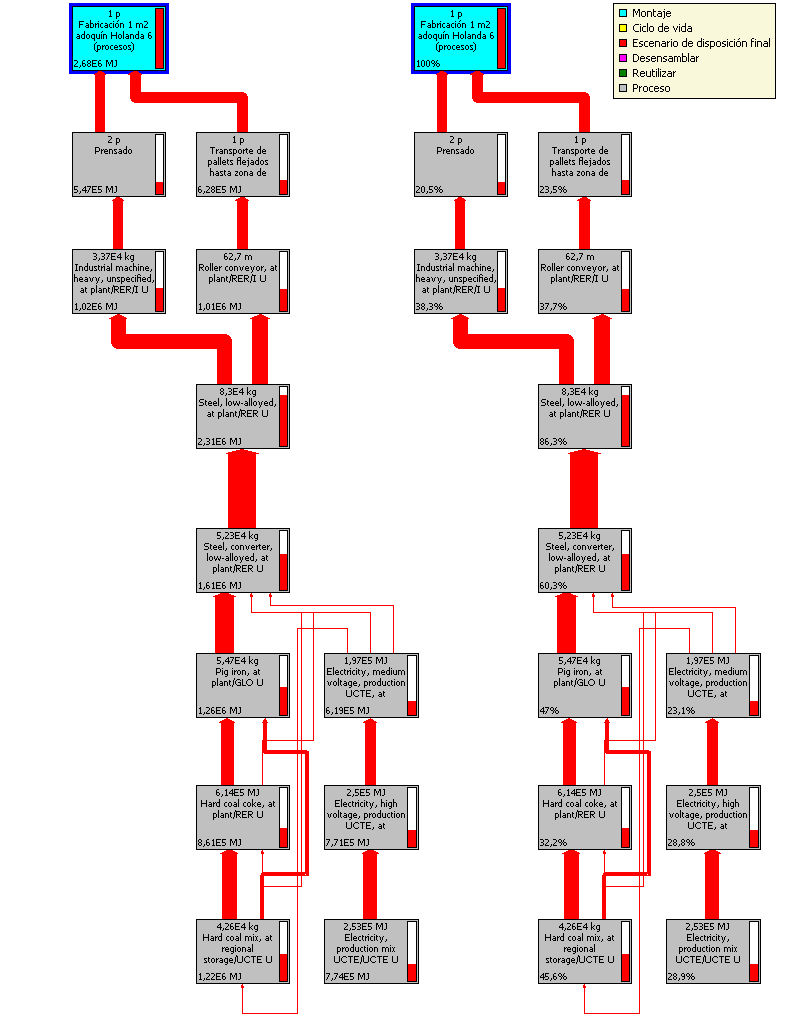 1 p
Fabricación 1 m2
adoquín Holanda 6
(procesos)
2,68E6 MJ
1 p
Fabricación 1 m2
adoquín Holanda 6
(procesos)
100%
Montaje
Ciclo de vida
Escenario de disposición final
Desensamblar
Reutilizar
Proceso
2 p
Prensado
5,47E5 MJ
1 p
Transporte de
pallets flejados
hasta zona de
6,28E5 MJ
2 p
Prensado
20,5%
1 p
Transporte de
pallets flejados
hasta zona de
23,5%
3,37E4 kg
Industrial machine,
heavy, unspecified,
at plant/RER/I U
1,02E6 MJ
62,7 m
Roller conveyor, at
plant/RER/I U
1,01E6 MJ
3,37E4 kg
Industrial machine,
heavy, unspecified,
at plant/RER/I U
38,3%
62,7 m
Roller conveyor, at
plant/RER/I U
37,7%
8,3E4 kg
Steel, low-alloyed,
at plant/RER U
2,31E6 MJ
8,3E4 kg
Steel, low-alloyed,
at plant/RER U
86,3%
5,23E4 kg
Steel, converter,
low-alloyed, at
plant/RER U
1,61E6 MJ
5,23E4 kg
Steel, converter,
low-alloyed, at
plant/RER U
60,3%
5,47E4 kg
Pig iron, at
plant/GLO U
1,26E6 MJ
1,97E5 MJ
Electricity, medium
voltage, production
UCTE, at
6,19E5 MJ
5,47E4 kg
Pig iron, at
plant/GLO U
47%
1,97E5 MJ
Electricity, medium
voltage, production
UCTE, at
23,1%
6,14E5 MJ
Hard coal coke, at
plant/RER U
8,61E5 MJ
2,5E5 MJ
Electricity, high
voltage, production
UCTE, at
7,71E5 MJ
6,14E5 MJ
Hard coal coke, at
plant/RER U
32,2%
2,5E5 MJ
Electricity, high
voltage, production
UCTE, at
28,8%
4,26E4 kg
Hard coal mix, at
regional
storage/UCTE U
1,22E6 MJ
2,53E5 MJ
Electricity,
production mix
UCTE/UCTE U
7,74E5 MJ
4,26E4 kg
Hard coal mix, at
regional
storage/UCTE U
45,6%
2,53E5 MJ
Electricity,
production mix
UCTE/UCTE U
28,9%